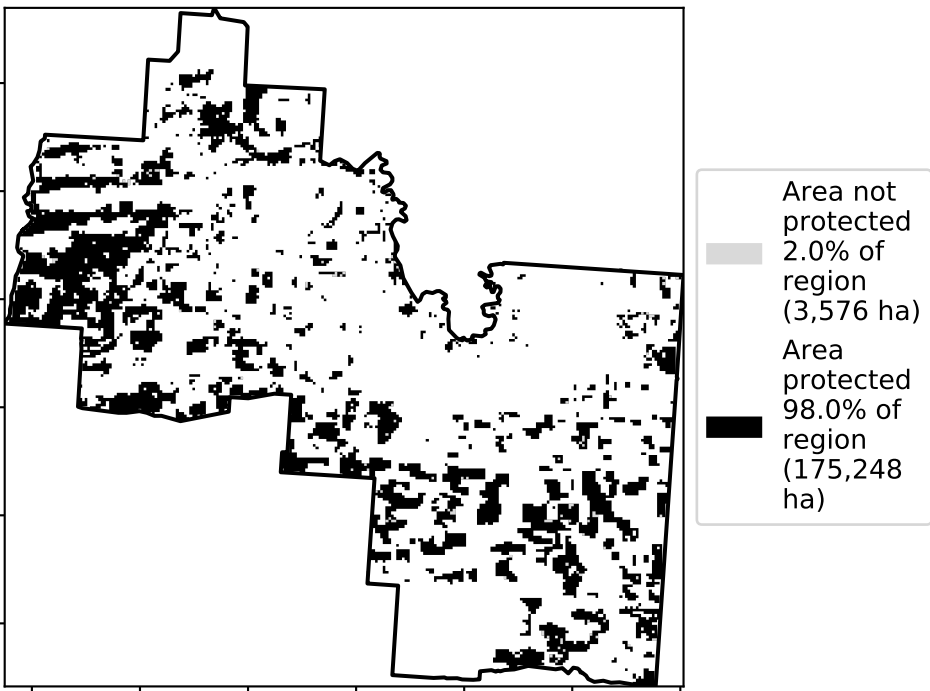 Area not
protected
2.0% of
region
(3,576 ha)
Area
protected
98.0% of
region
(175,248
ha)